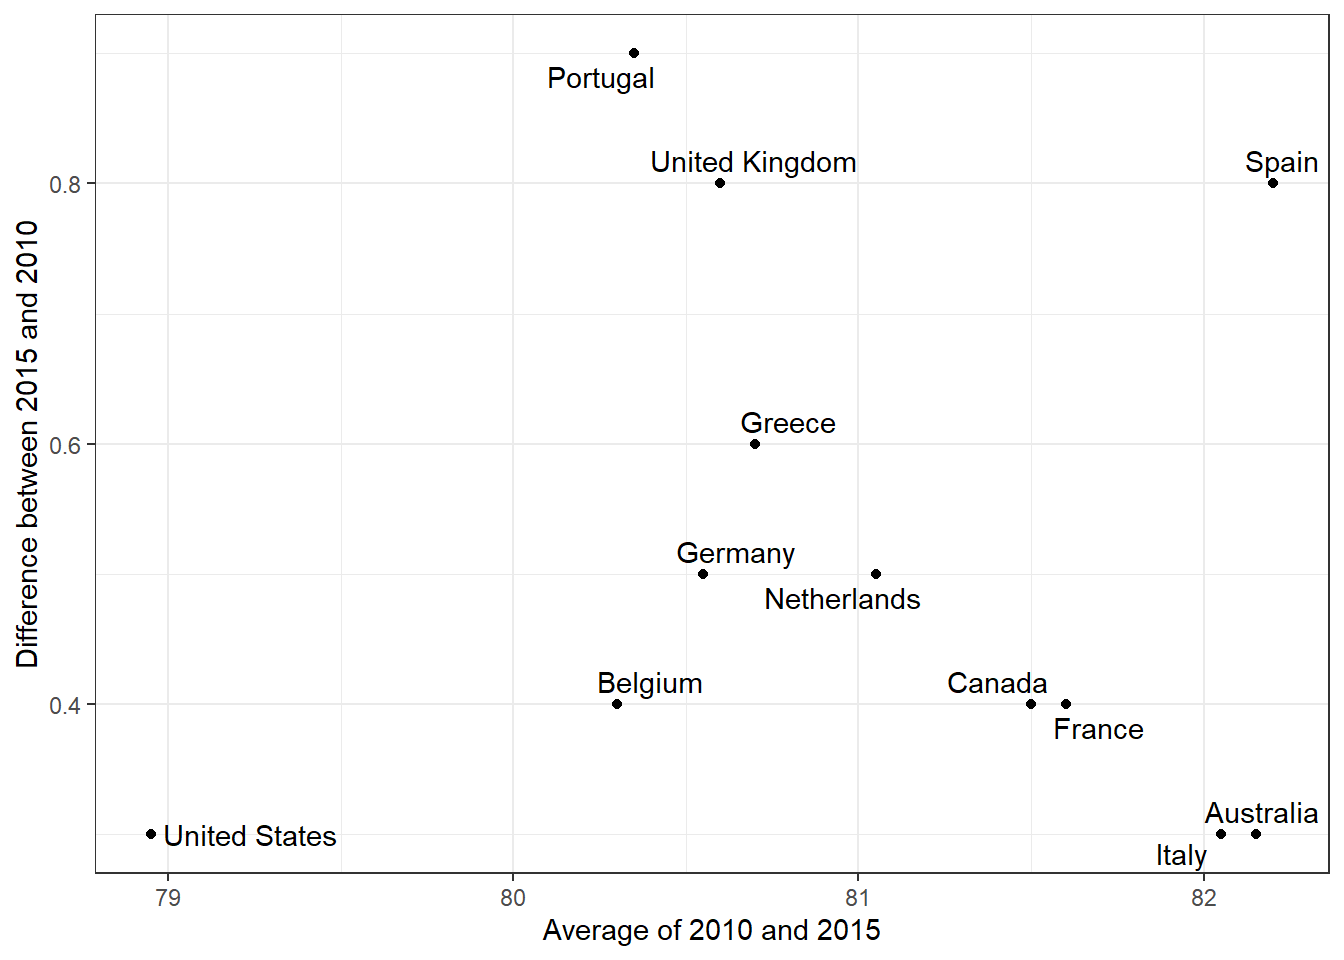 Portugal
United Kingdom
Spain
0.8
Greece
0.6
Germany
Netherlands
Belgium
Canada
0.4
France
Australia
United States
Italy
79
80
81
82
Average of 2010 and 2015
Difference between 2015 and 2010